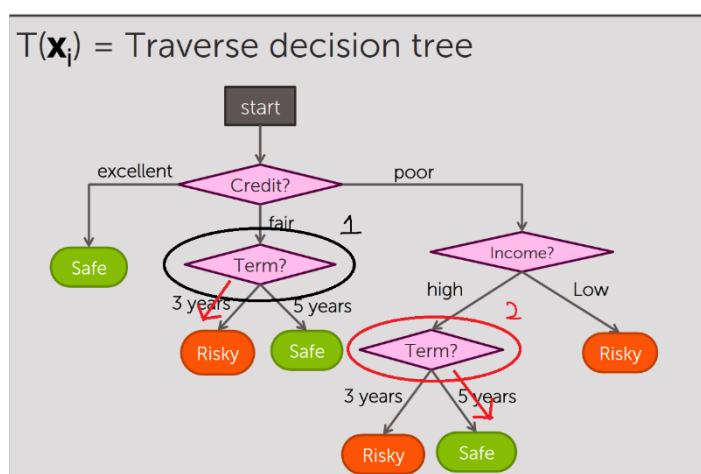 T(xᵢ) = Traverse decision tree
start
excellent
Credit?
poor
fair
1
Safe
Term?
Income?
3 years
5 years
high
Low
2
Risky
Safe
Term?
Risky
3 years
5 years
Risky
Safe